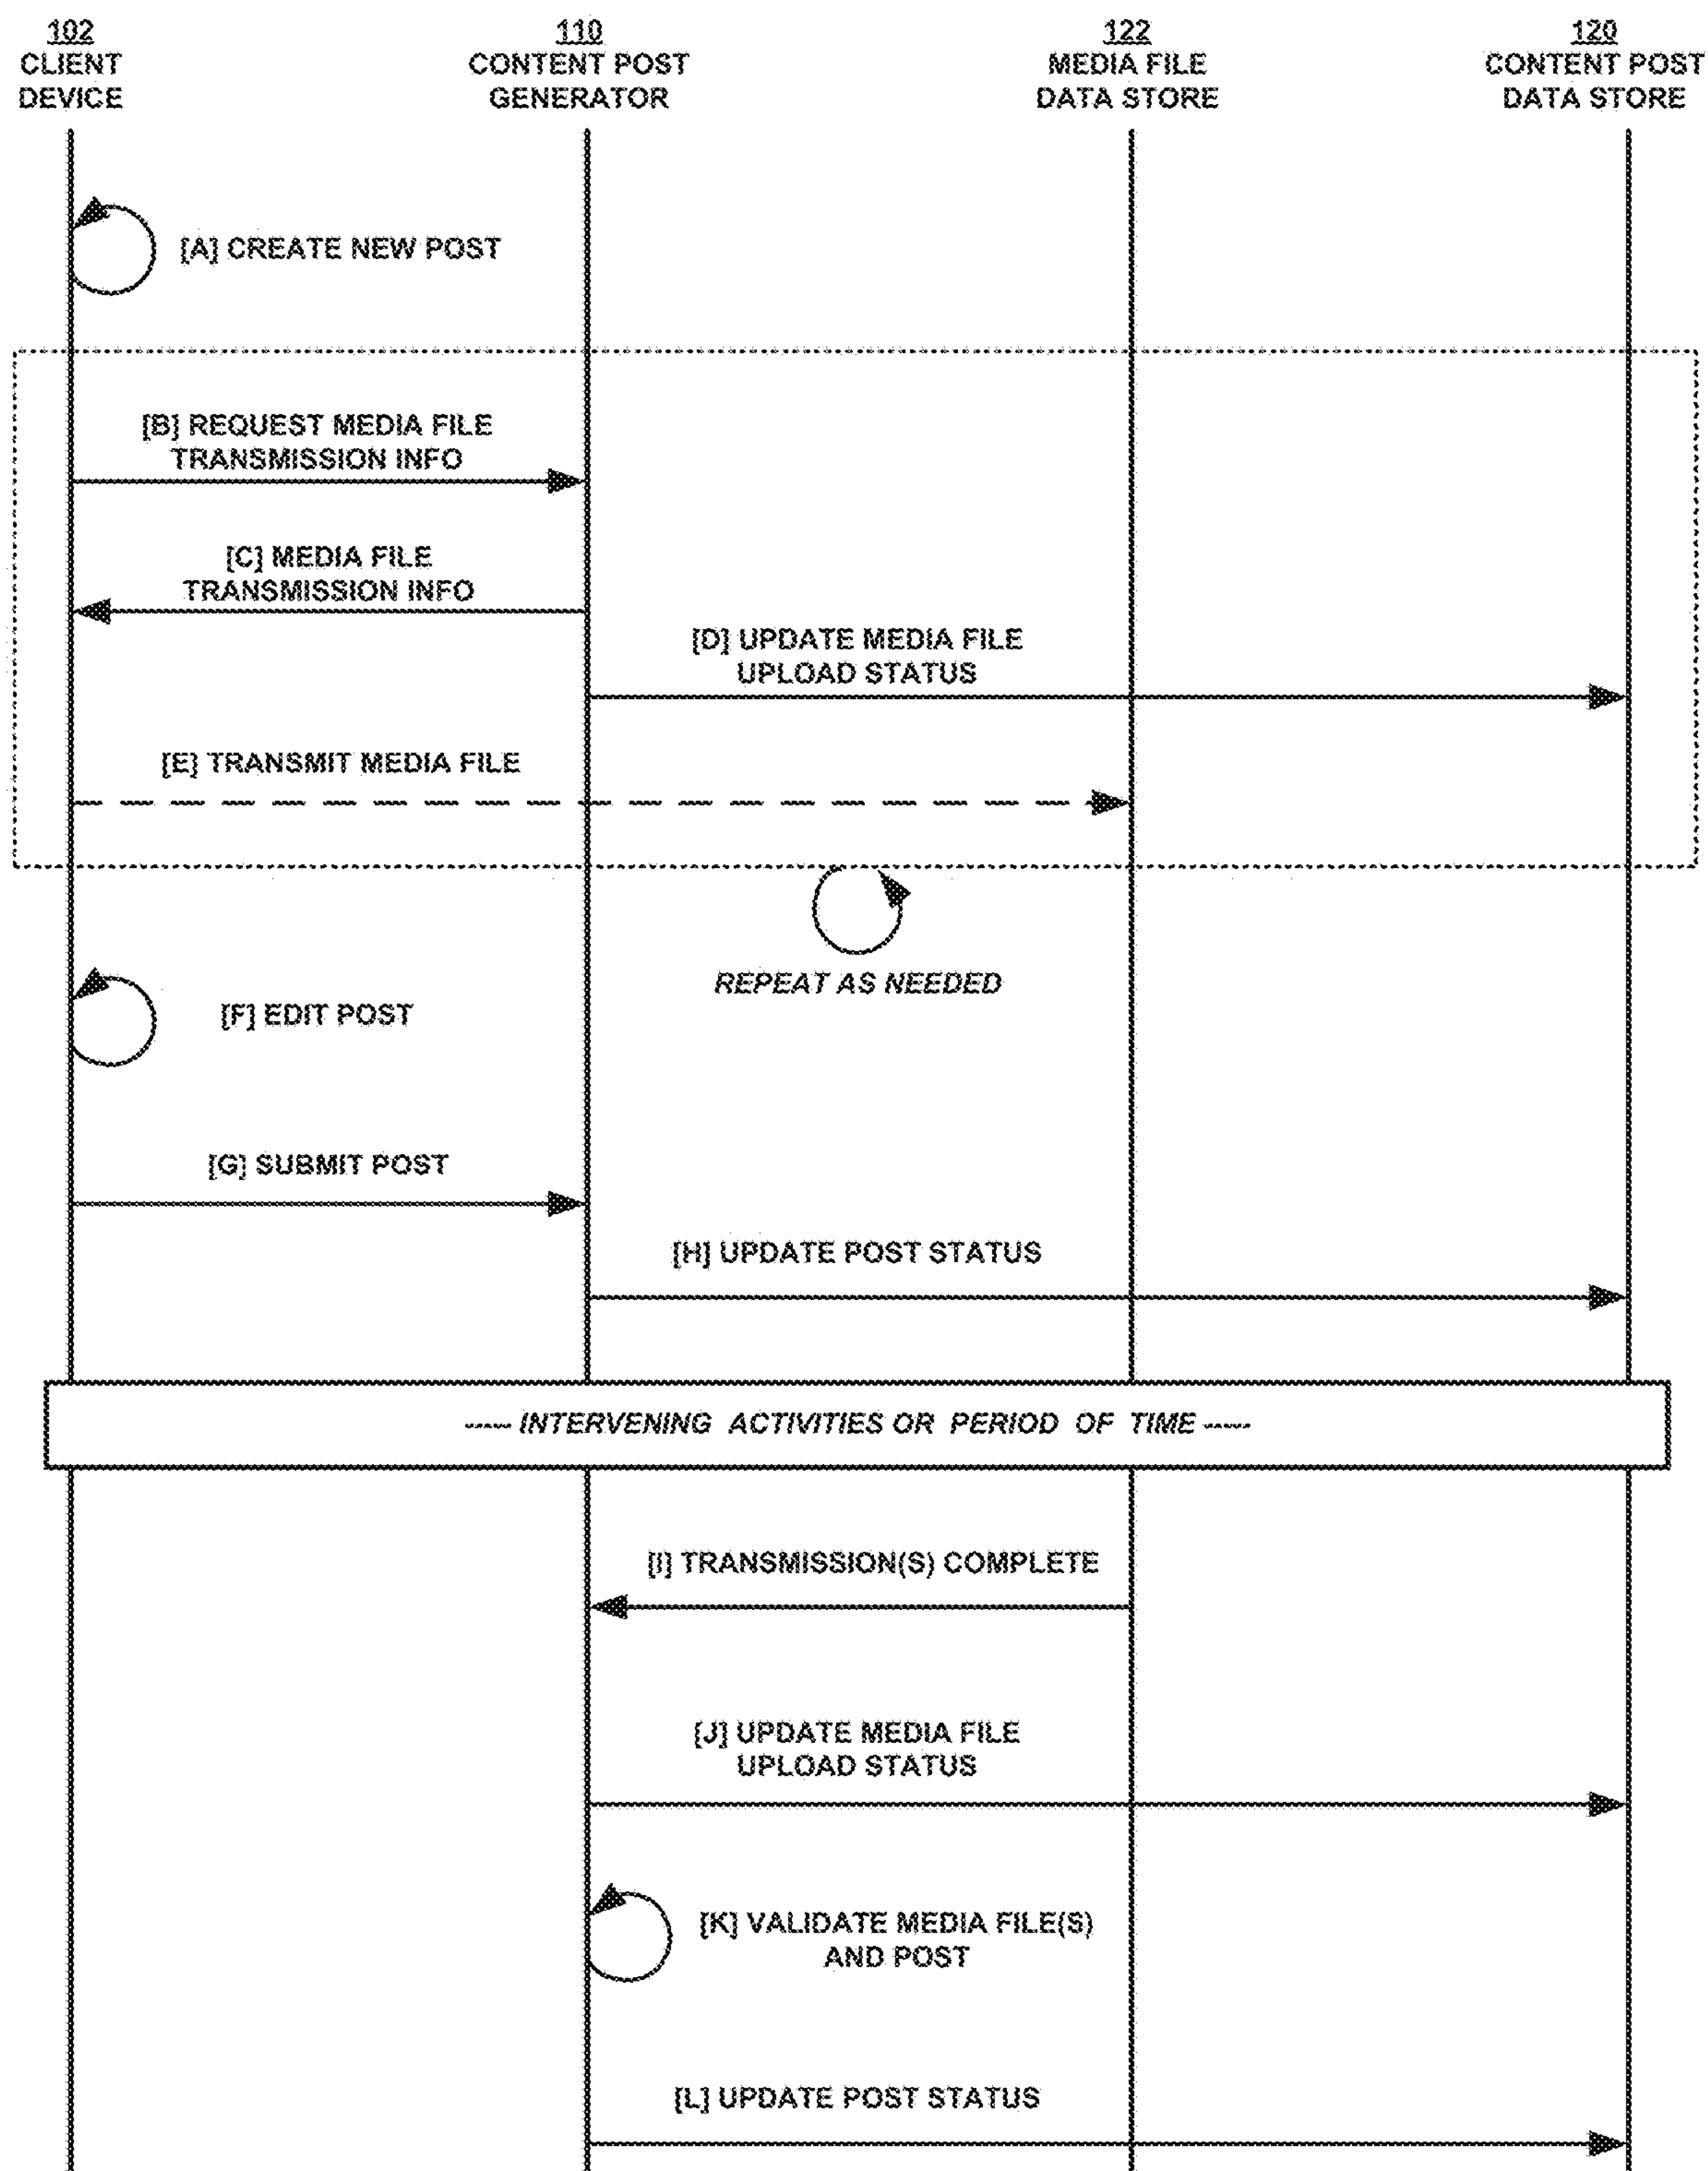 102
CLIENT
DEVICE
110
CONTENT POST
GENERATOR
122
MEDIA FILE
DATA STORE
120
CONTENT POST
DATA STORE
[A] CREATE NEW POST
[B] REQUEST MEDIA FILE
TRANSMISSION INFO
[C] MEDIA FILE
TRANSMISSION INFO
[D] UPDATE MEDIA FILE
UPLOAD STATUS
[E] TRANSMIT MEDIA FILE
REPEAT AS NEEDED
[F] EDIT POST
[G] SUBMIT POST
[H] UPDATE POST STATUS
----- INTERVENING ACTIVITIES OR PERIOD OF TIME -----
[I] TRANSMISSION(S) COMPLETE
[J] UPDATE MEDIA FILE
UPLOAD STATUS
[K] VALIDATE MEDIA FILE(S)
AND POST
[L] UPDATE POST STATUS